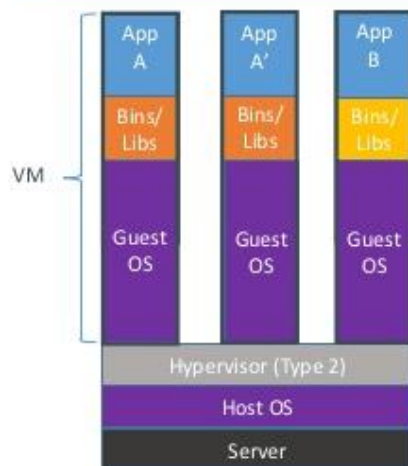 App
A
App
A’
App
B
Bins/
Libs
Bins/
Libs
Bins/
Libs
VM
Guest
OS
Guest
OS
Guest
OS
Hypervisor (Type 2)
Host OS
Server